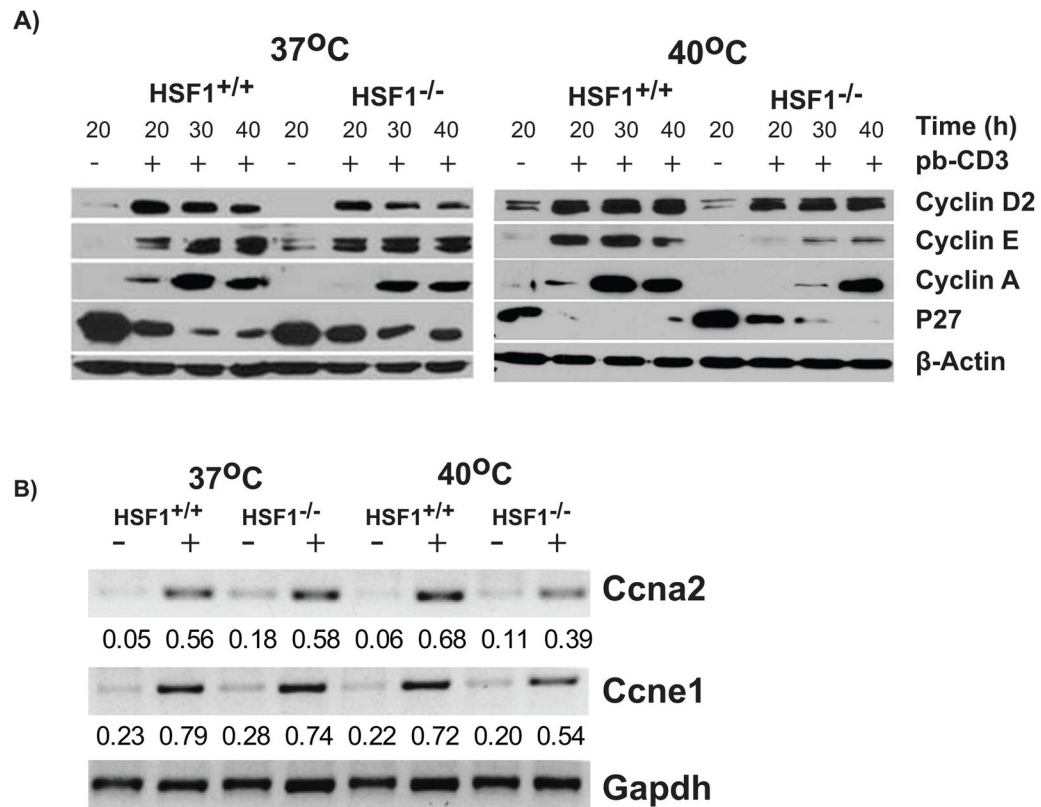 A)
37°C 40°C
HSF1+/+ HSF1-/- HSF1+/+ HSF1-/-
20 20 30 40 20 20 30 40 20 20 30 40 20 20 30 40 Time (h)
- + + + - + + + - + + + - + + + pb-CD3
Cyclin D2
Cyclin E
Cyclin A
P27
β-Actin
B)
37°C 40°C
HSF1+/+ HSF1-/- HSF1+/+ HSF1-/-
- + - + - + - +
Ccna2
0.05 0.56 0.18 0.58 0.06 0.68 0.11 0.39
Ccne1
0.23 0.79 0.28 0.74 0.22 0.72 0.20 0.54
Gapdh